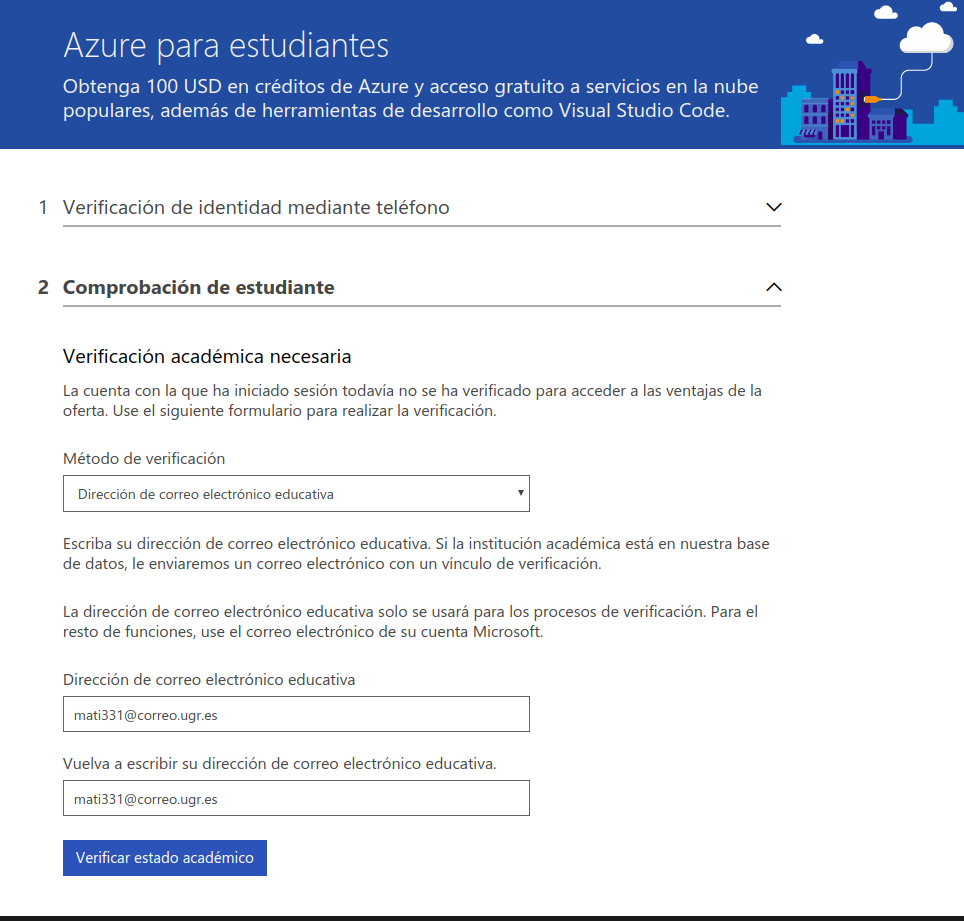 Azure para estudiantes
Obtenga 100 USD en créditos de Azure y acceso gratuito a servicios en la nube
populares, además de herramientas de desarrollo como Visual Studio Code.
1 Verificación de identidad mediante teléfono
2 Comprobación de estudiante
Verificación académica necesaria
La cuenta con la que ha iniciado sesión todavía no se ha verificado para acceder a las ventajas de la
oferta. Use el siguiente formulario para realizar la verificación.
Método de verificación
Dirección de correo electrónico educativa
Escriba su dirección de correo electrónico educativa. Si la institución académica está en nuestra base
de datos, le enviaremos un correo electrónico con un vínculo de verificación.
La dirección de correo electrónico educativa solo se usará para los procesos de verificación. Para el
resto de funciones, use el correo electrónico de su cuenta Microsoft.
Dirección de correo electrónico educativa
mati331@correo.ugr.es
Vuelva a escribir su dirección de correo electrónico educativa.
mati331@correo.ugr.es
Verificar estado académico